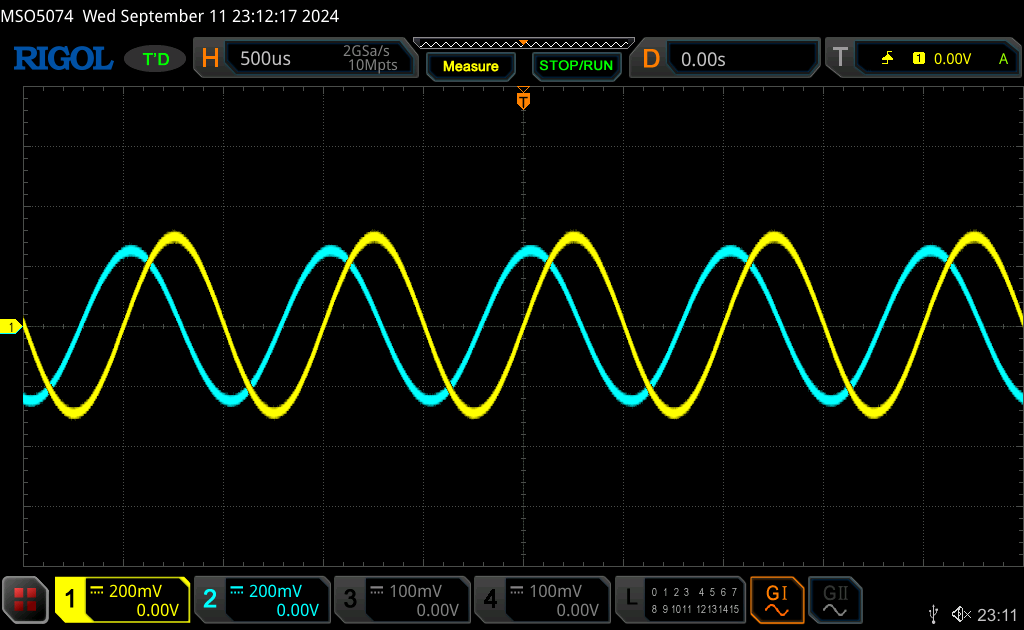 MSO5074 Wed September 11 23:12:17 2024
RIGOL T'D H 500us 2GSa/s 10Mpts Measure STOP/RUN D 0.00s T 1 0.00V A
T
1
1 200mV 0.00V
2 200mV 0.00V
3 100mV 0.00V
4 100mV 0.00V
L 0 1 2 3 4 5 6 7
8 9 10 11 12 13 14 15
GI
GII
23:11